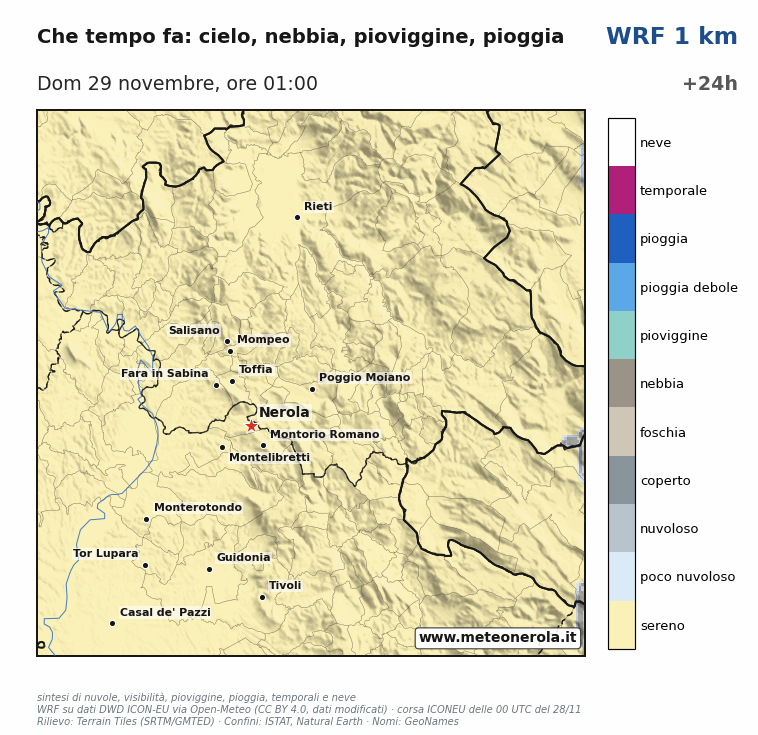 Che tempo fa: cielo, nebbia, pioviggine, pioggia
WRF 1 km
Dom 29 novembre, ore 01:00
+24h
neve
temporale
pioggia
pioggia debole
pioviggine
nebbia
foschia
coperto
nuvoloso
poco nuvoloso
sereno
Rieti
Salisano
Mompeo
Fara in Sabina
Toffia
Poggio Moiano
Nerola
Montorio Romano
Montelibretti
Monterotondo
Tor Lupara
Guidonia
Tivoli
Casal de' Pazzi
www.meteonerola.it
sintesi di nuvole, visibilità, pioviggine, pioggia, temporali e neve
WRF su dati DWD ICON-EU via Open-Meteo (CC BY 4.0, dati modificati) · corsa ICONEU delle 00 UTC del 28/11
Rilievo: Terrain Tiles (SRTM/GMTED) · Confini: ISTAT, Natural Earth · Nomi: GeoNames